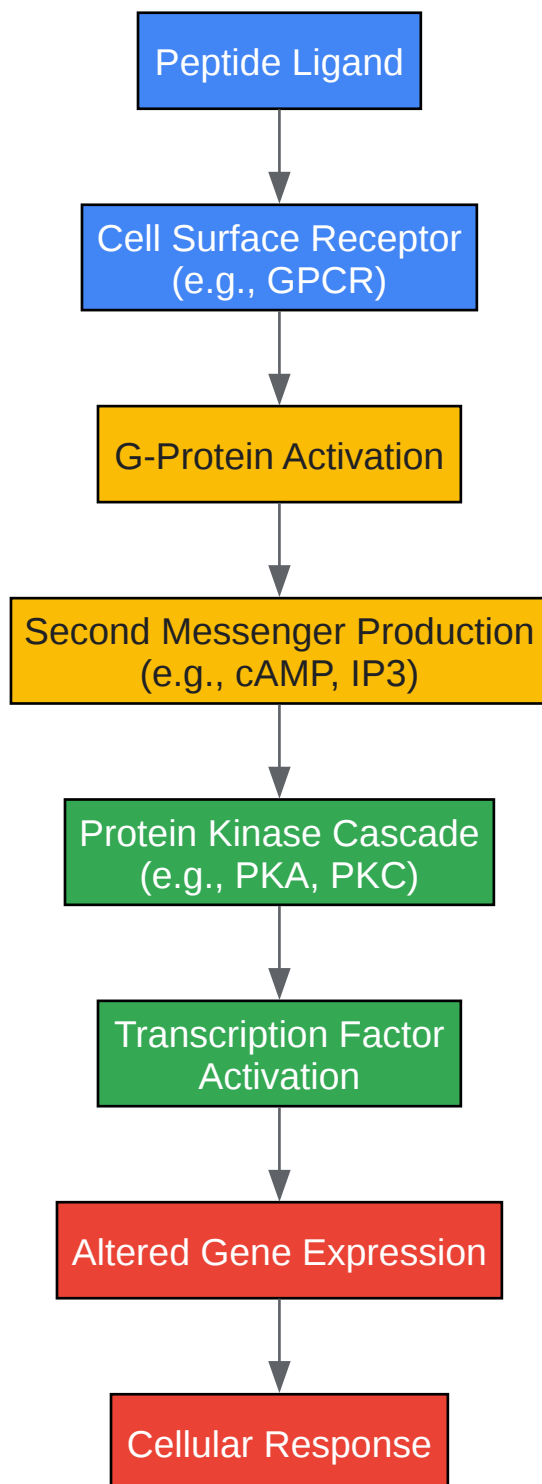 Peptide Ligand
Cell Surface Receptor
(e.g., GPCR)
G-Protein Activation
Second Messenger Production
(e.g., cAMP, IP3)
Protein Kinase Cascade
(e.g., PKA, PKC)
Transcription Factor
Activation
Altered Gene Expression
Cellular Response